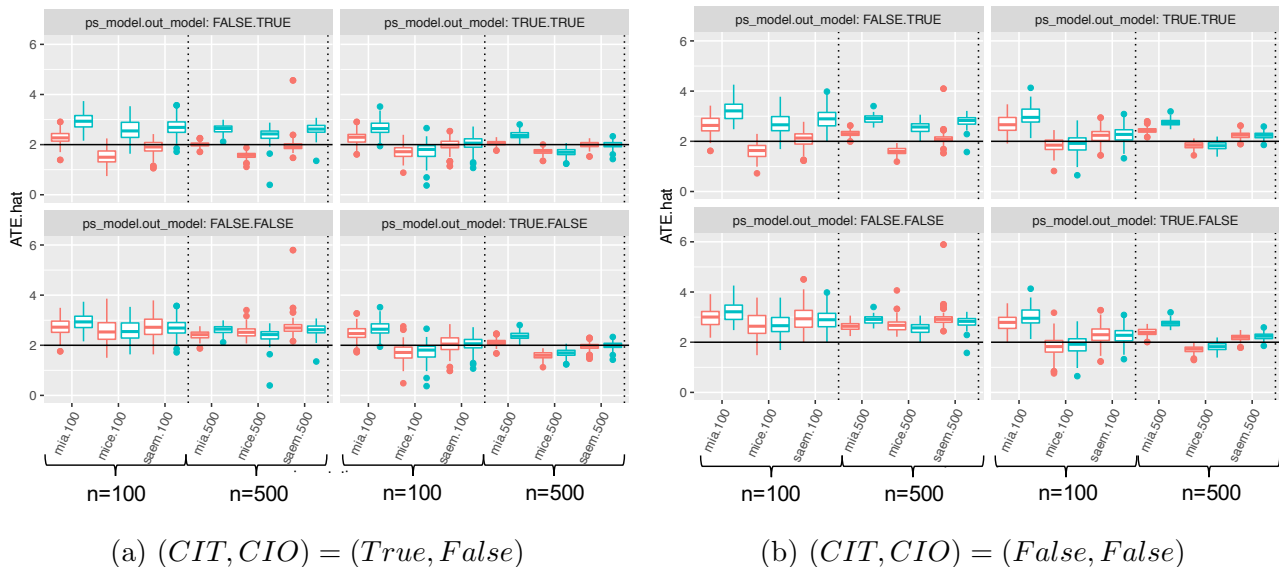 ps_model.out_model: FALSE.TRUE
ps_model.out_model: TRUE.TRUE
6
4
2
0
ps_model.out_model: FALSE.FALSE
ps_model.out_model: TRUE.FALSE
6
4
2
0
ATE.hat
mia.100
mice.100
saem.100
mia.500
mice.500
saem.500
mia.100
mice.100
saem.100
mia.500
mice.500
saem.500
n=100
n=500
n=100
n=500
(a) (CIT, CIO) = (True, False)
ps_model.out_model: FALSE.TRUE
ps_model.out_model: TRUE.TRUE
6
4
2
0
ps_model.out_model: FALSE.FALSE
ps_model.out_model: TRUE.FALSE
6
4
2
0
ATE.hat
mia.100
mice.100
saem.100
mia.500
mice.500
saem.500
mia.100
mice.100
saem.100
mia.500
mice.500
saem.500
n=100
n=500
n=100
n=500
(b) (CIT, CIO) = (False, False)